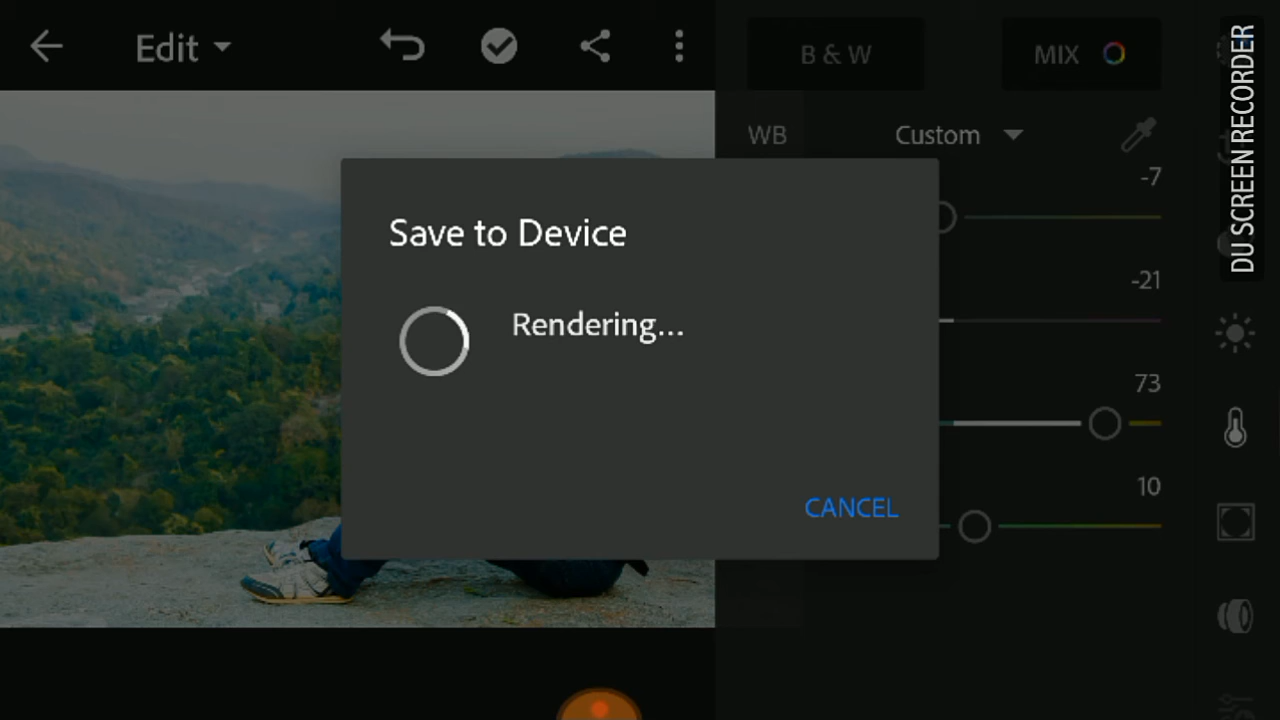 Edit
B & W
MIX
WB
Custom
-7
-21
73
10
Save to Device
Rendering...
CANCEL
DU SCREEN RECORDER